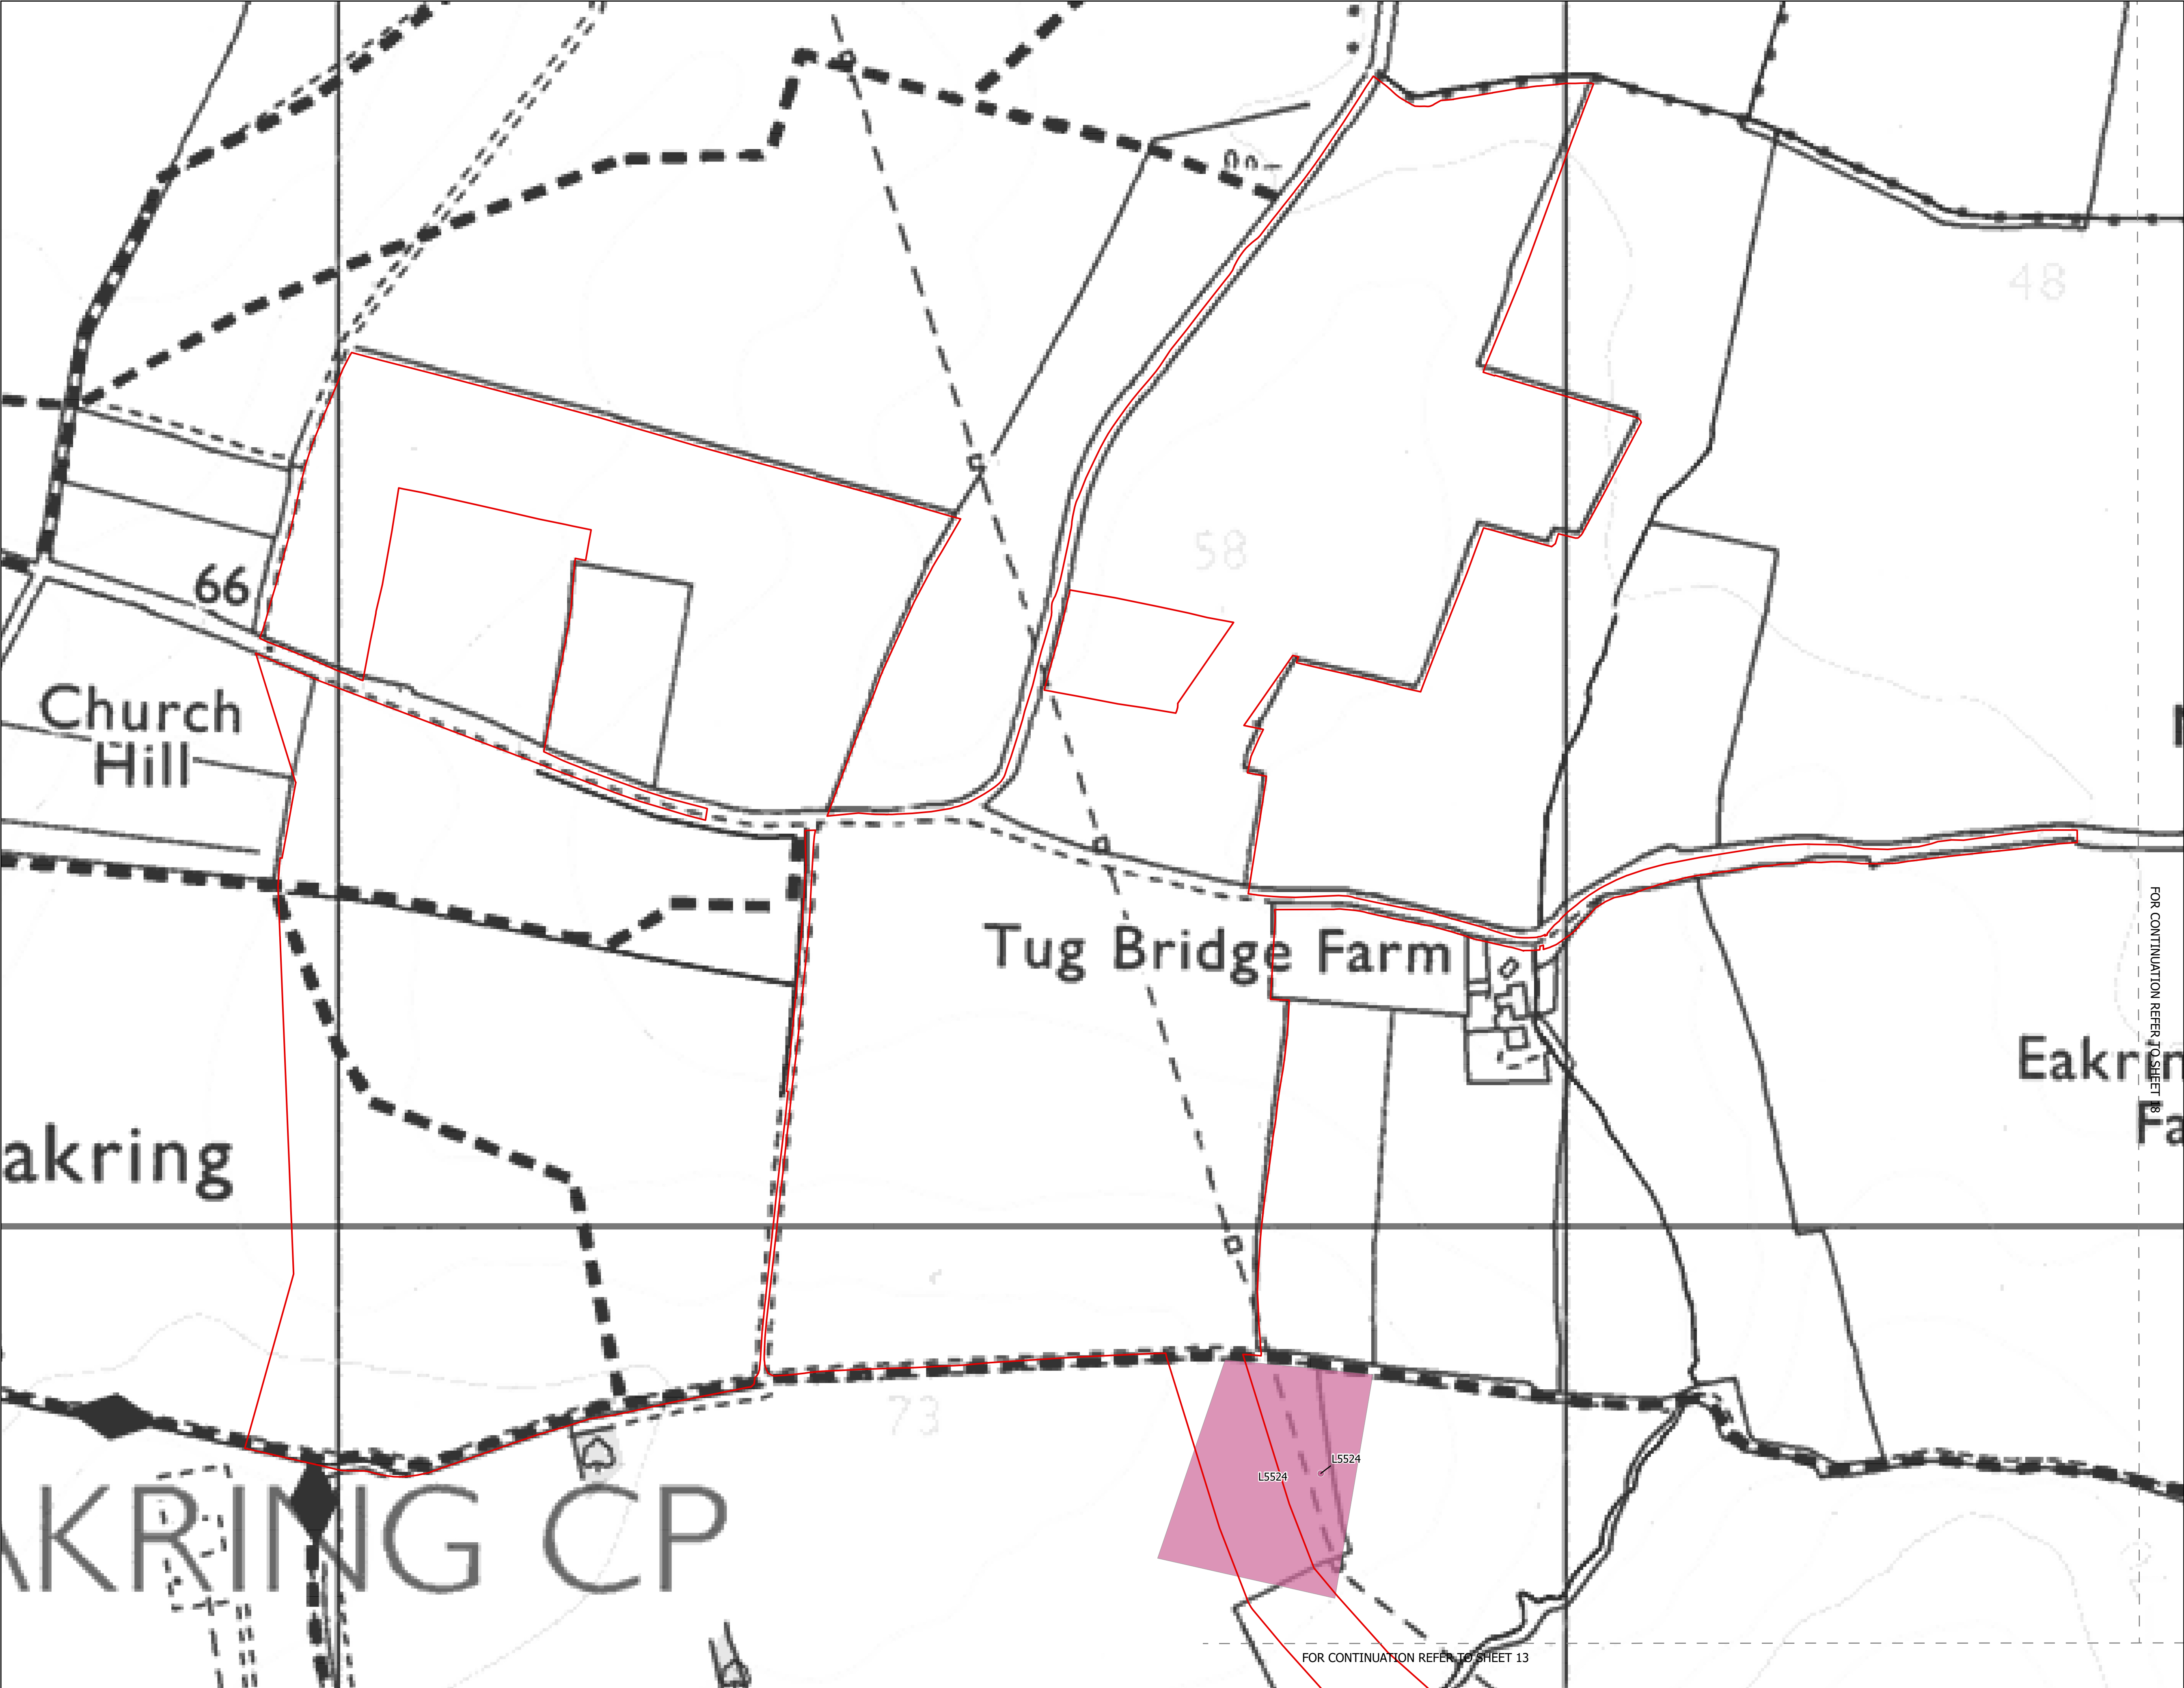 48
58
66
Church
Hill
Tug Bridge Farm
FOR CONTINUATION REFER TO SHEET 18
Eakrin
Fa
akring
73
L5524
L5524
AKRING CP
FOR CONTINUATION REFER TO SHEET 13